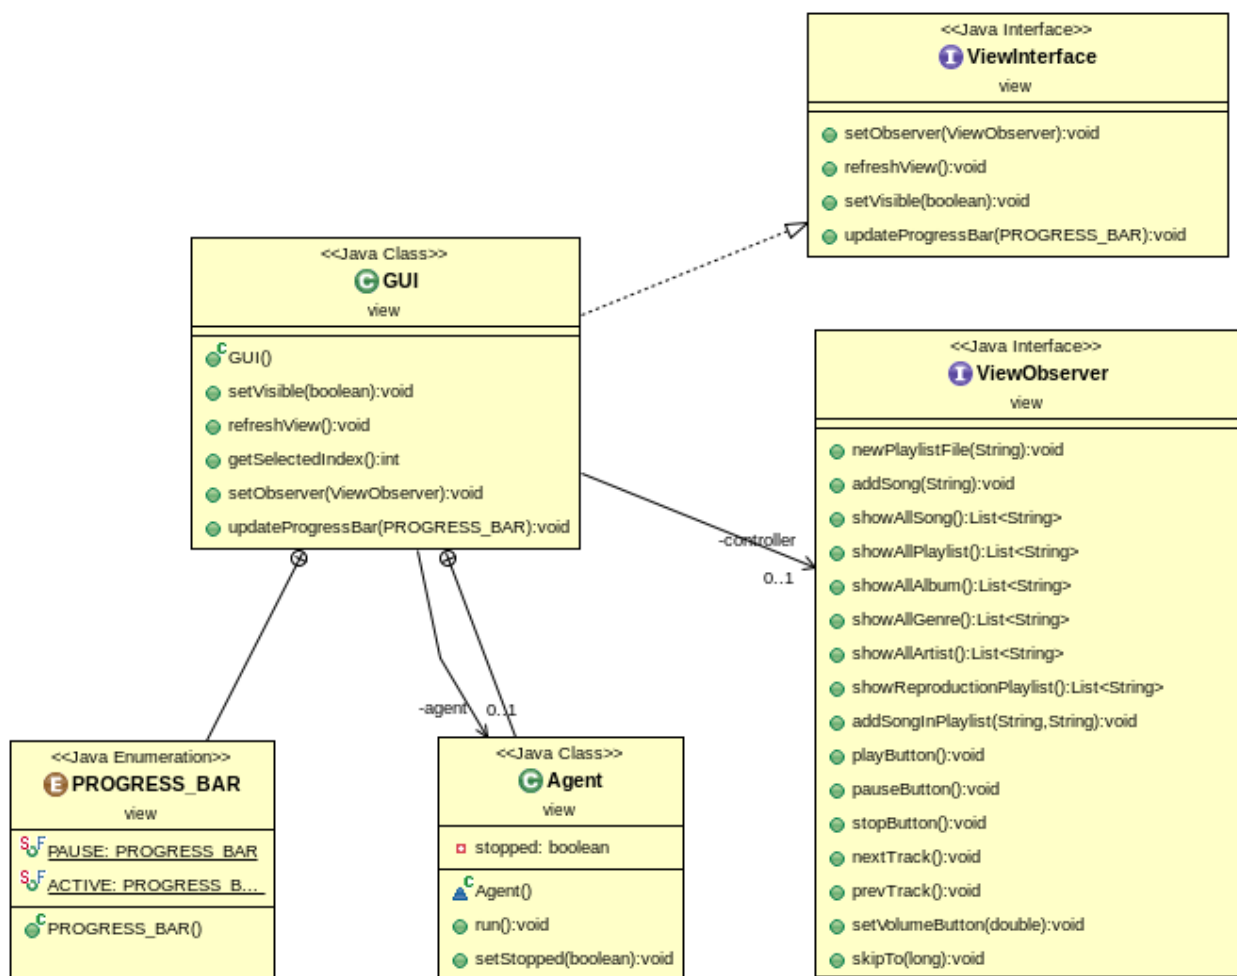 <<Java Interface>>
ViewInterface
view
setObserver(ViewObserver):void
refreshView():void
setVisible(boolean):void
updateProgressBar(PROGRESS_BAR):void
<<Java Class>>
GUI
view
GUI()
setVisible(boolean):void
refreshView():void
getSelectedIndex():int
setObserver(ViewObserver):void
updateProgressBar(PROGRESS_BAR):void
<<Java Interface>>
ViewObserver
view
newPlaylistFile(String):void
addSong(String):void
showAllSong():List<String>
showAllPlaylist():List<String>
showAllAlbum():List<String>
showAllGenre():List<String>
showAllArtist():List<String>
showReproductionPlaylist():List<String>
addSongInPlaylist(String,String):void
playButton():void
pauseButton():void
stopButton():void
nextTrack():void
prevTrack():void
setVolumeButton(double):void
skipTo(long):void
-controller
0..1
-agent
0..1
<<Java Enumeration>>
PROGRESS_BAR
view
PAUSE: PROGRESS_BAR
ACTIVE: PROGRESS_B...
PROGRESS_BAR()
<<Java Class>>
Agent
view
stopped: boolean
Agent()
run():void
setStopped(boolean):void